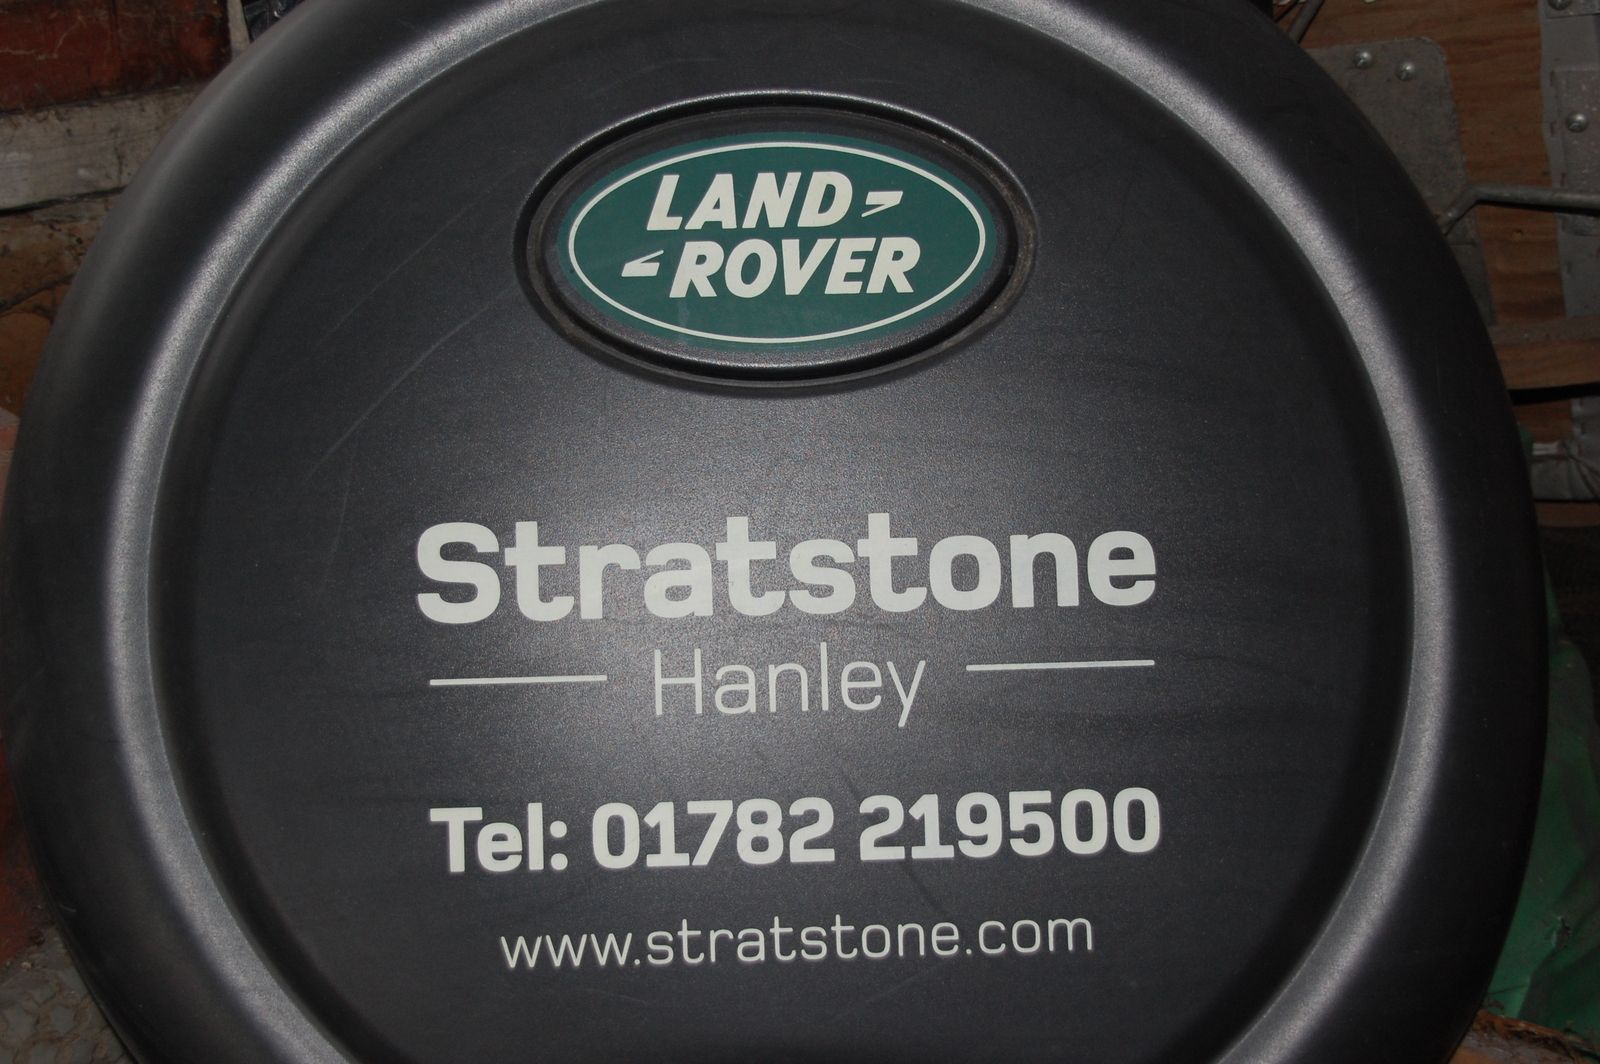 LAND
ROVER
Stratstone
Hanley
Tel: 01782 219500
www.stratstone.com